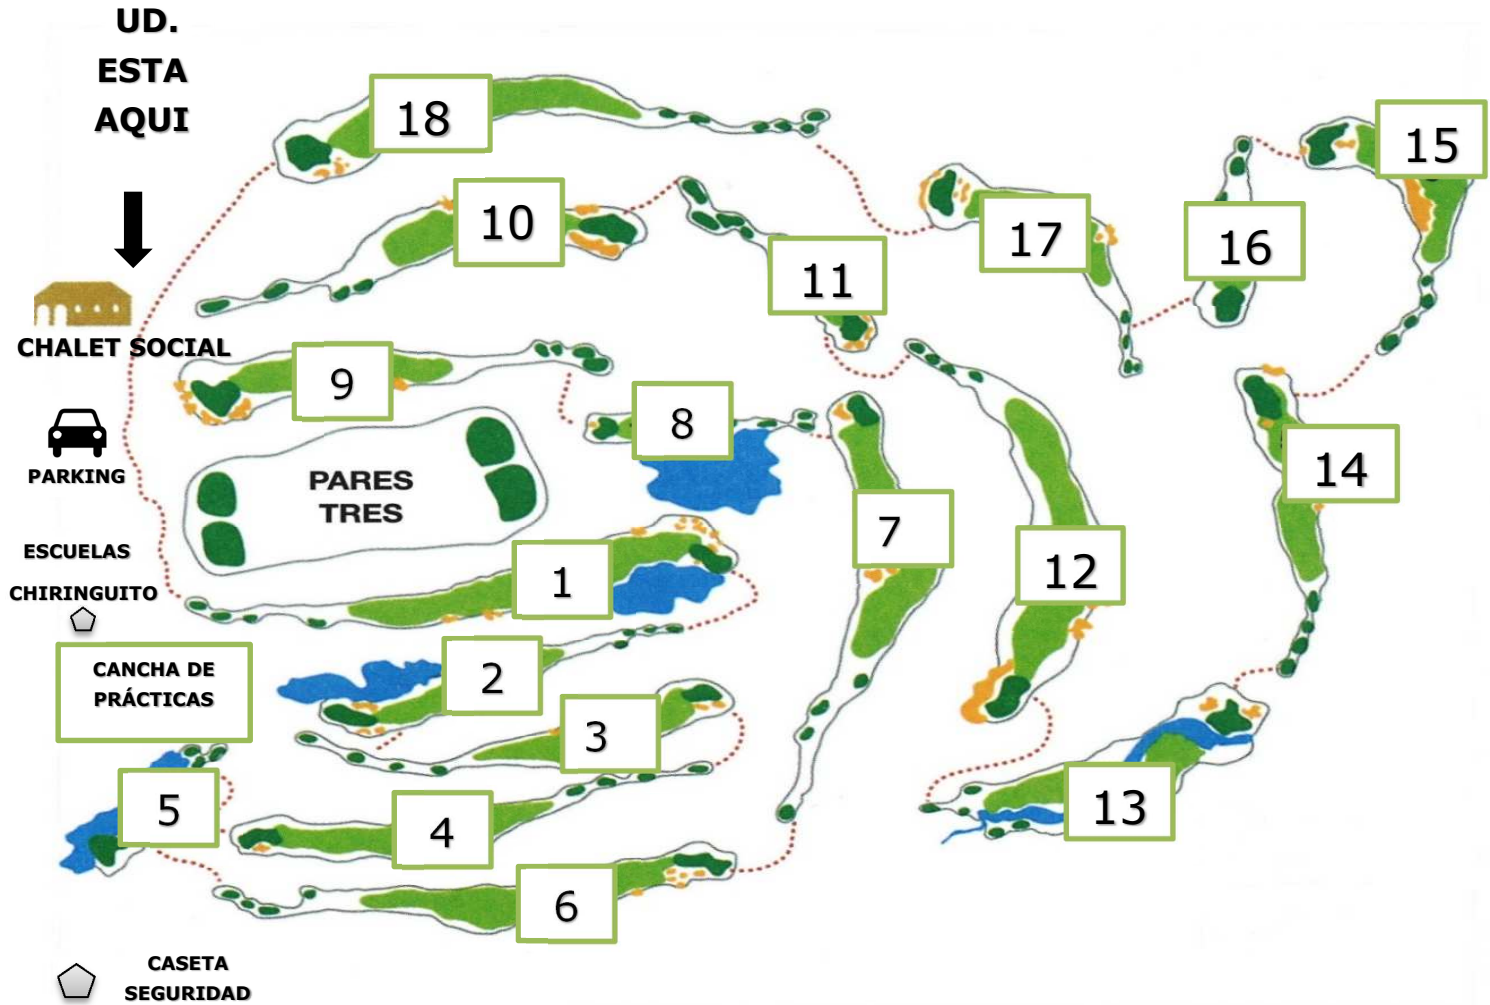 UD.
ESTA
AQUI
18
15
10
17
16
11
CHALET SOCIAL
9
8
PARKING
14
PARES
TRES
7
ESCUELAS
12
1
CHIRINGUITO
CANCHA DE
PRÁCTICAS
2
3
5
4
13
6
CASETA
SEGURIDAD